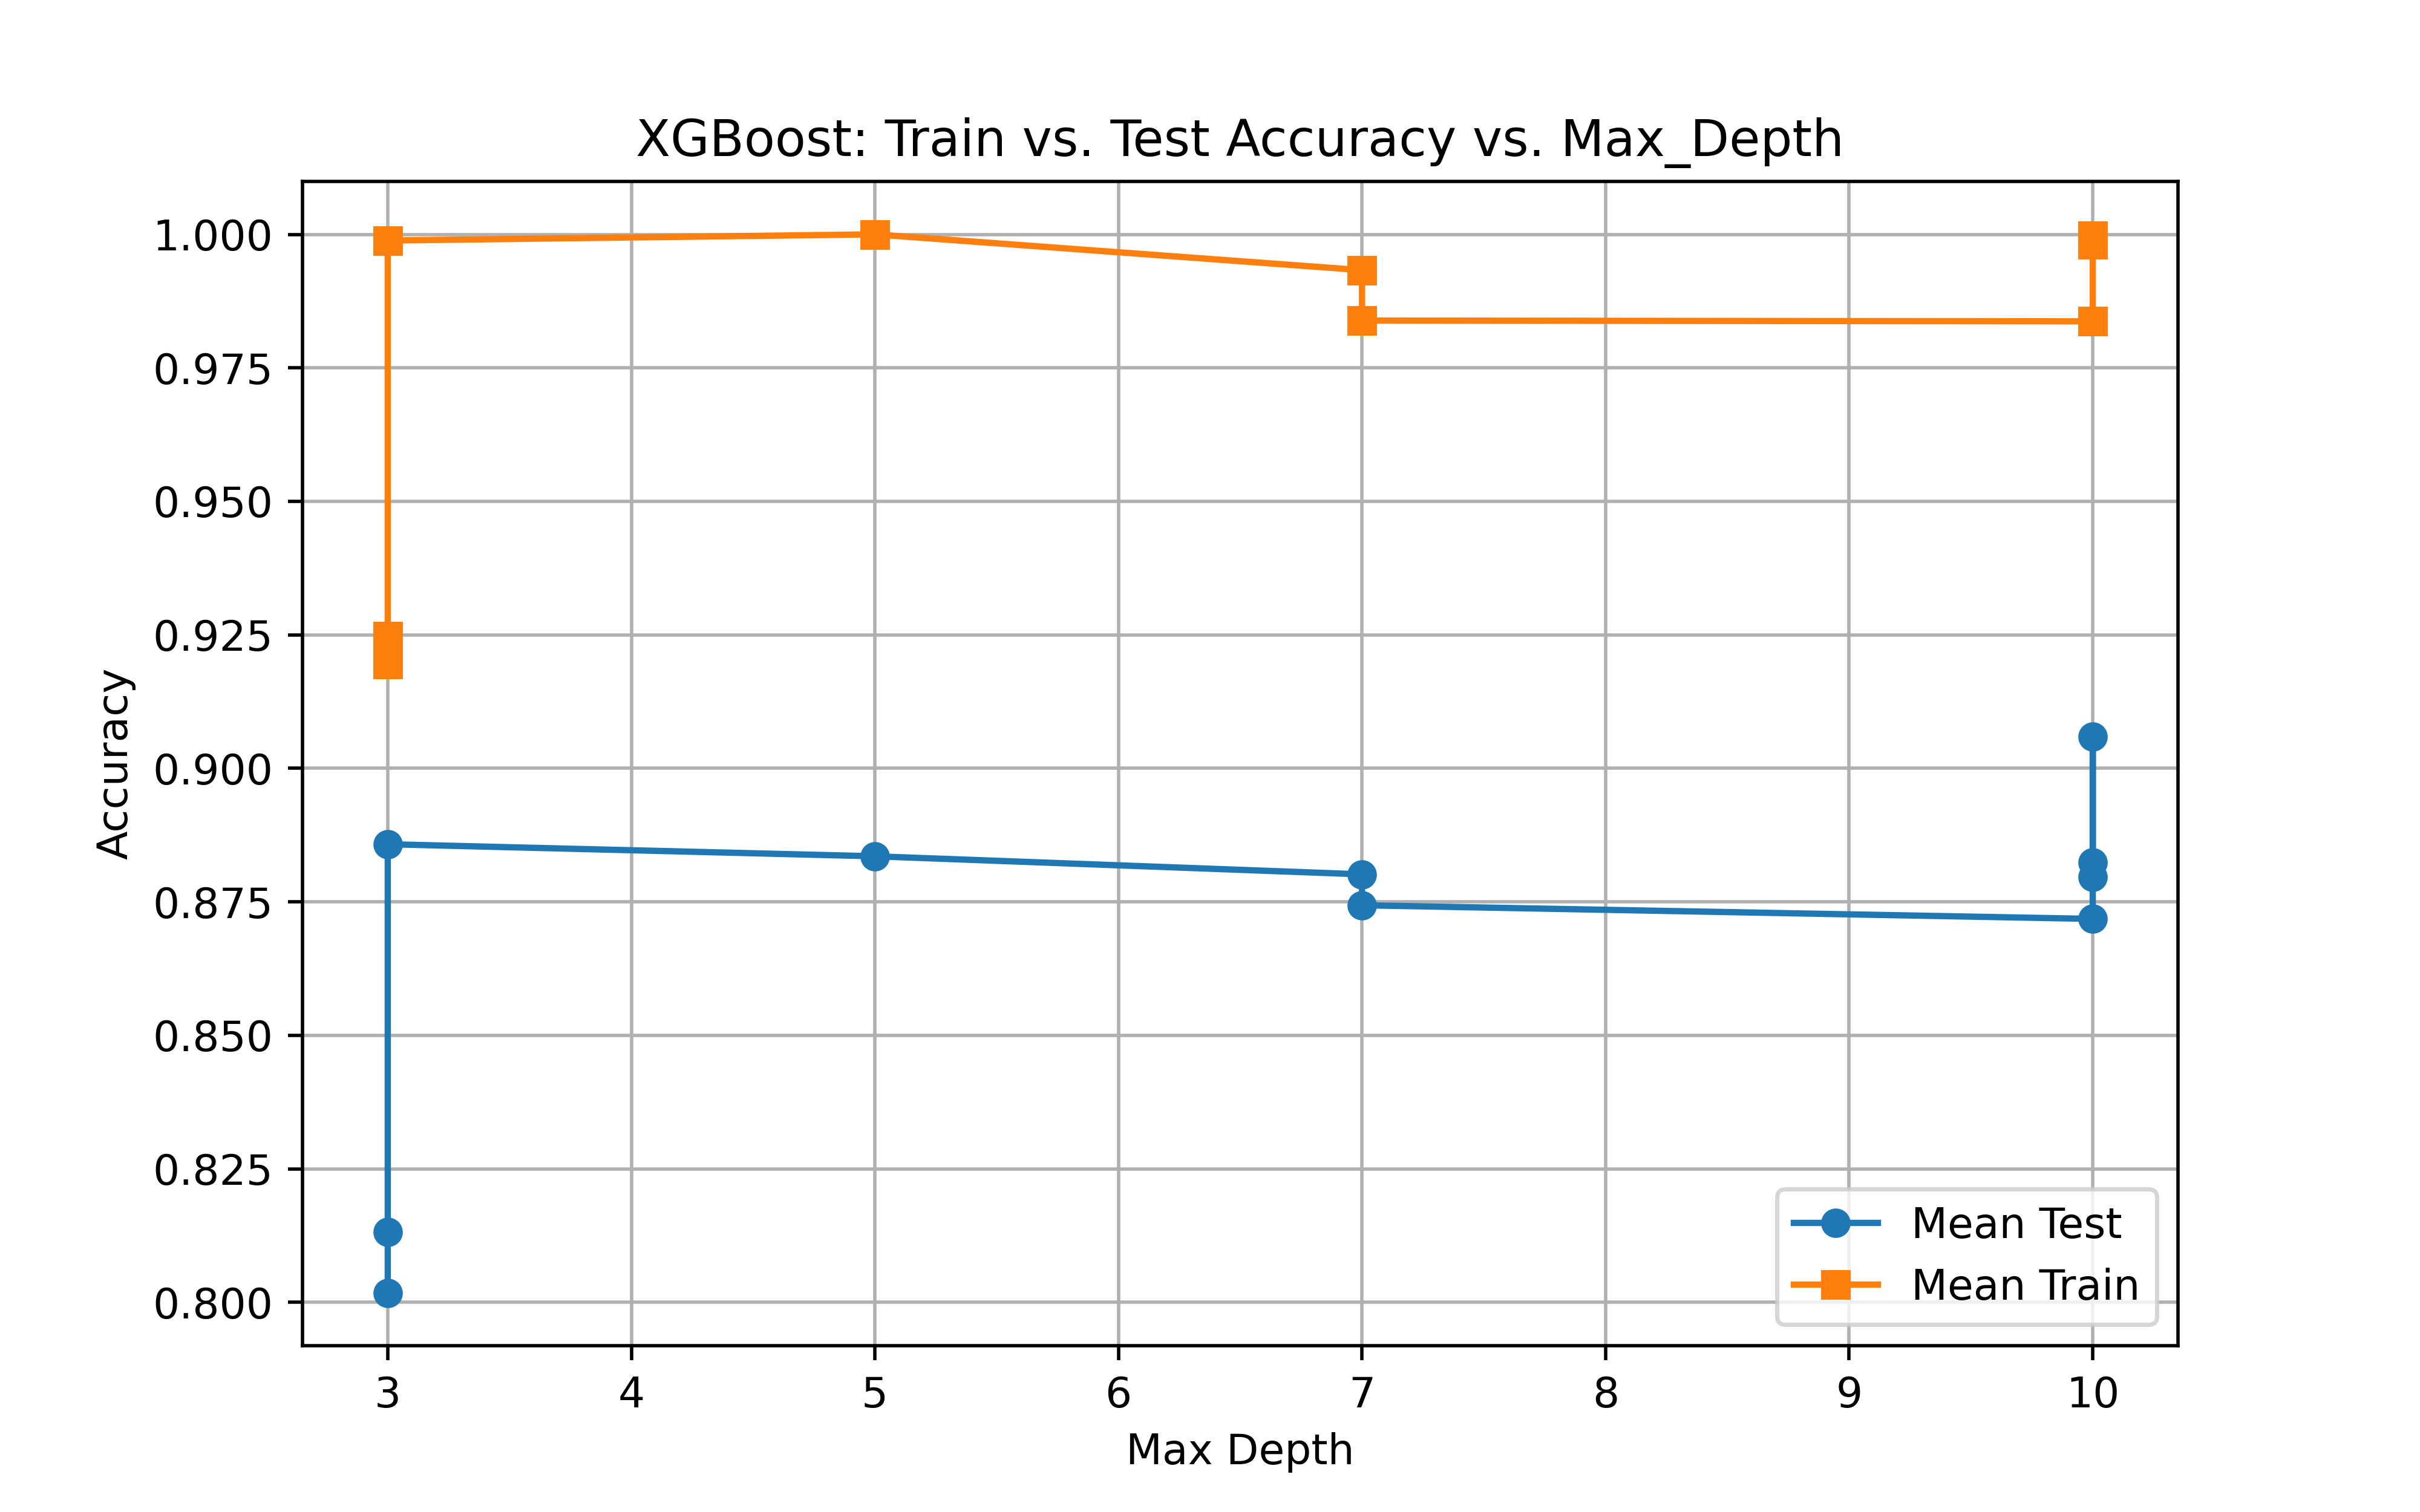 XGBoost: Train vs. Test Accuracy vs. Max_Depth
1.000
0.975
0.950
0.925
0.900
0.875
0.850
0.825
0.800
Accuracy
Mean Test
Mean Train
3 4 5 6 7 8 9 10
Max Depth